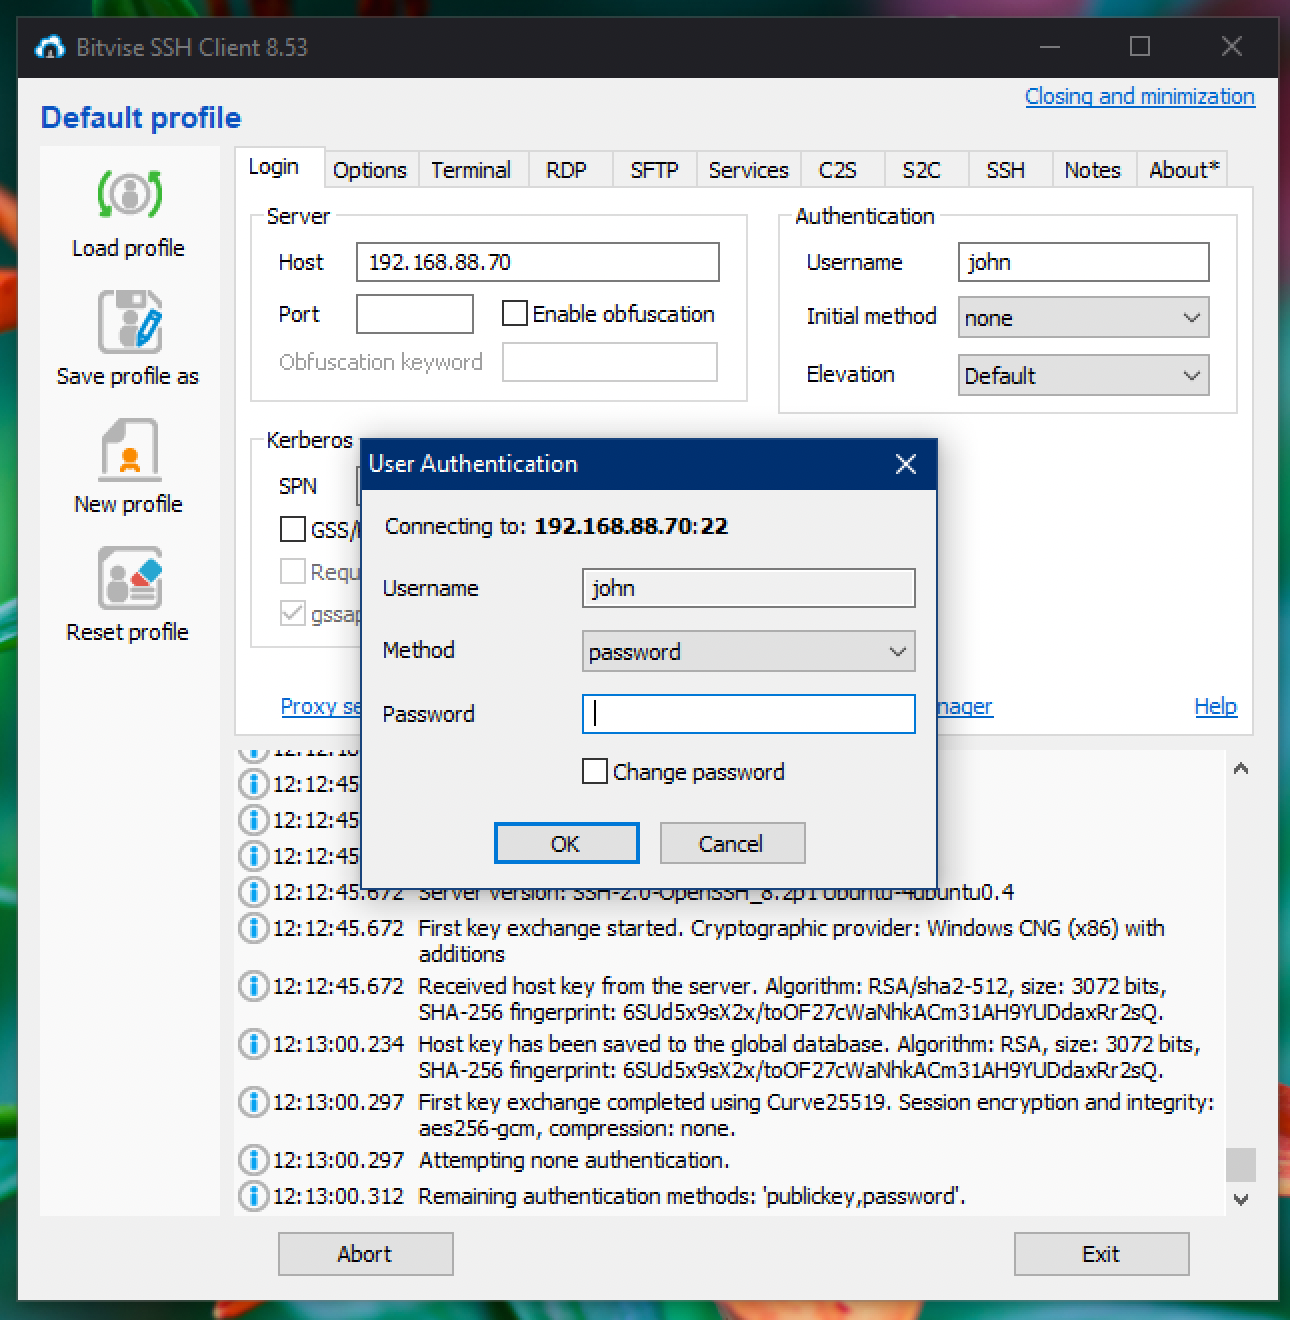 Bitvise SSH Client 8.53
Closing and minimization
Default profile
Load profile
Save profile as
New profile
Reset profile
Login Options Terminal RDP SFTP Services C2S S2C SSH Notes About*
Server
Host 192.168.88.70
Port Enable obfuscation
Obfuscation keyword
Authentication
Username john
Initial method none
Elevation Default
Kerberos
SPN
GSS/
Requ
gssap
Proxy se
nager
Help
User Authentication
Connecting to: 192.168.88.70:22
Username john
Method password
Password
Change password
OK Cancel
12:12:45
12:12:45
12:12:45
12:12:45.672 Server version: SSH-2.0-OpenSSH_8.2p1 Ubuntu-4ubuntu0.4
12:12:45.672 First key exchange started. Cryptographic provider: Windows CNG (x86) with
additions
12:12:45.672 Received host key from the server. Algorithm: RSA/sha2-512, size: 3072 bits,
SHA-256 fingerprint: 6SUd5x9sX2x/toOF27cWaNhkACm31AH9YUDdaxRr2sQ.
12:13:00.234 Host key has been saved to the global database. Algorithm: RSA, size: 3072 bits,
SHA-256 fingerprint: 6SUd5x9sX2x/toOF27cWaNhkACm31AH9YUDdaxRr2sQ.
12:13:00.297 First key exchange completed using Curve25519. Session encryption and integrity:
aes256-gcm, compression: none.
12:13:00.297 Attempting none authentication.
12:13:00.312 Remaining authentication methods: 'publickey,password'.
Abort Exit